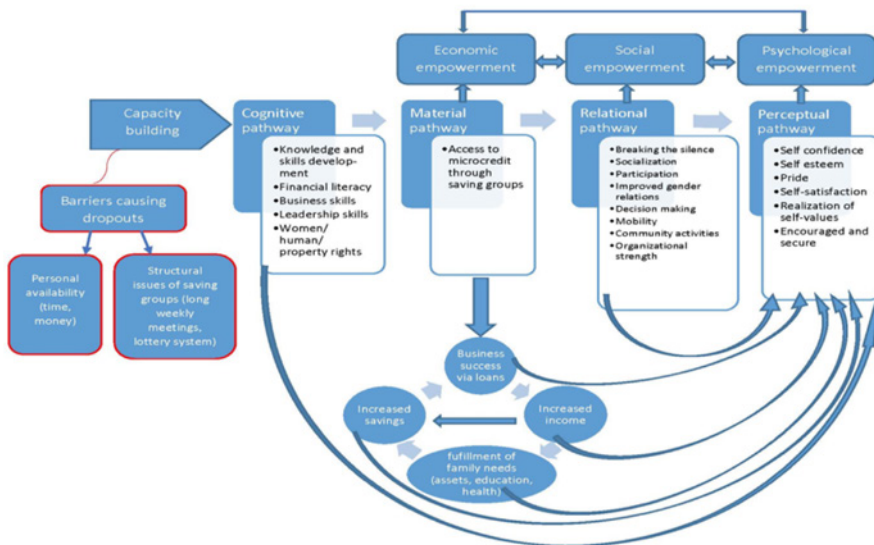 Economic
empowerment
Social
empowerment
Psychological
empowerment
Capacity
building
Cognitive
pathway
Material
pathway
Relational
pathway
Perceptual
pathway
•Knowledge and
skills develop-
ment
•Financial literacy
•Business skills
•Leadership skills
•Women/
human/
property rights
•Access to
microcredit
through
saving groups
•Breaking the silence
•Socialization
•Participation
•Improved gender
relations
•Decision making
•Mobility
•Community activities
•Organizational
strength
•Self confidence
•Self esteem
•Pride
•Self-satisfaction
•Realization of
self-values
•Encouraged and
secure
Barriers causing
dropouts
Personal
availability
(time,
money)
Structural
issues of saving
groups (long
weekly
meetings,
lottery system)
Business
success
via loans
Increased
savings
Increased
income
fufillment of
family needs
(assets, education,
health)